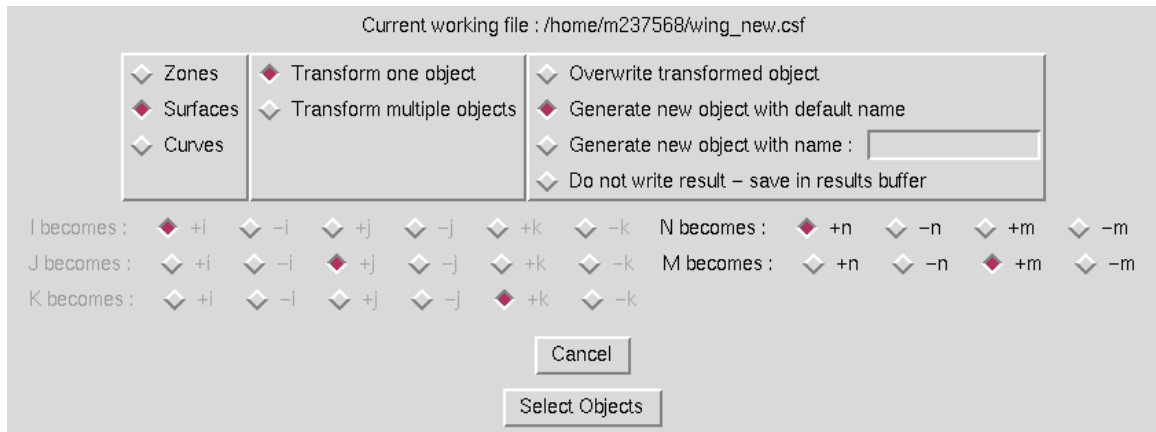 Current working file : /home/m237568/wing_new.csf
Zones Transform one object Overwrite transformed object
Surfaces Transform multiple objects Generate new object with default name
Curves Generate new object with name :
Do not write result – save in results buffer
I becomes : +i –i +j –j +k –k N becomes : +n –n +m –m
J becomes : +i –i +j –j +k –k M becomes : +n –n +m –m
K becomes : +i –i +j –j +k –k
Cancel
Select Objects